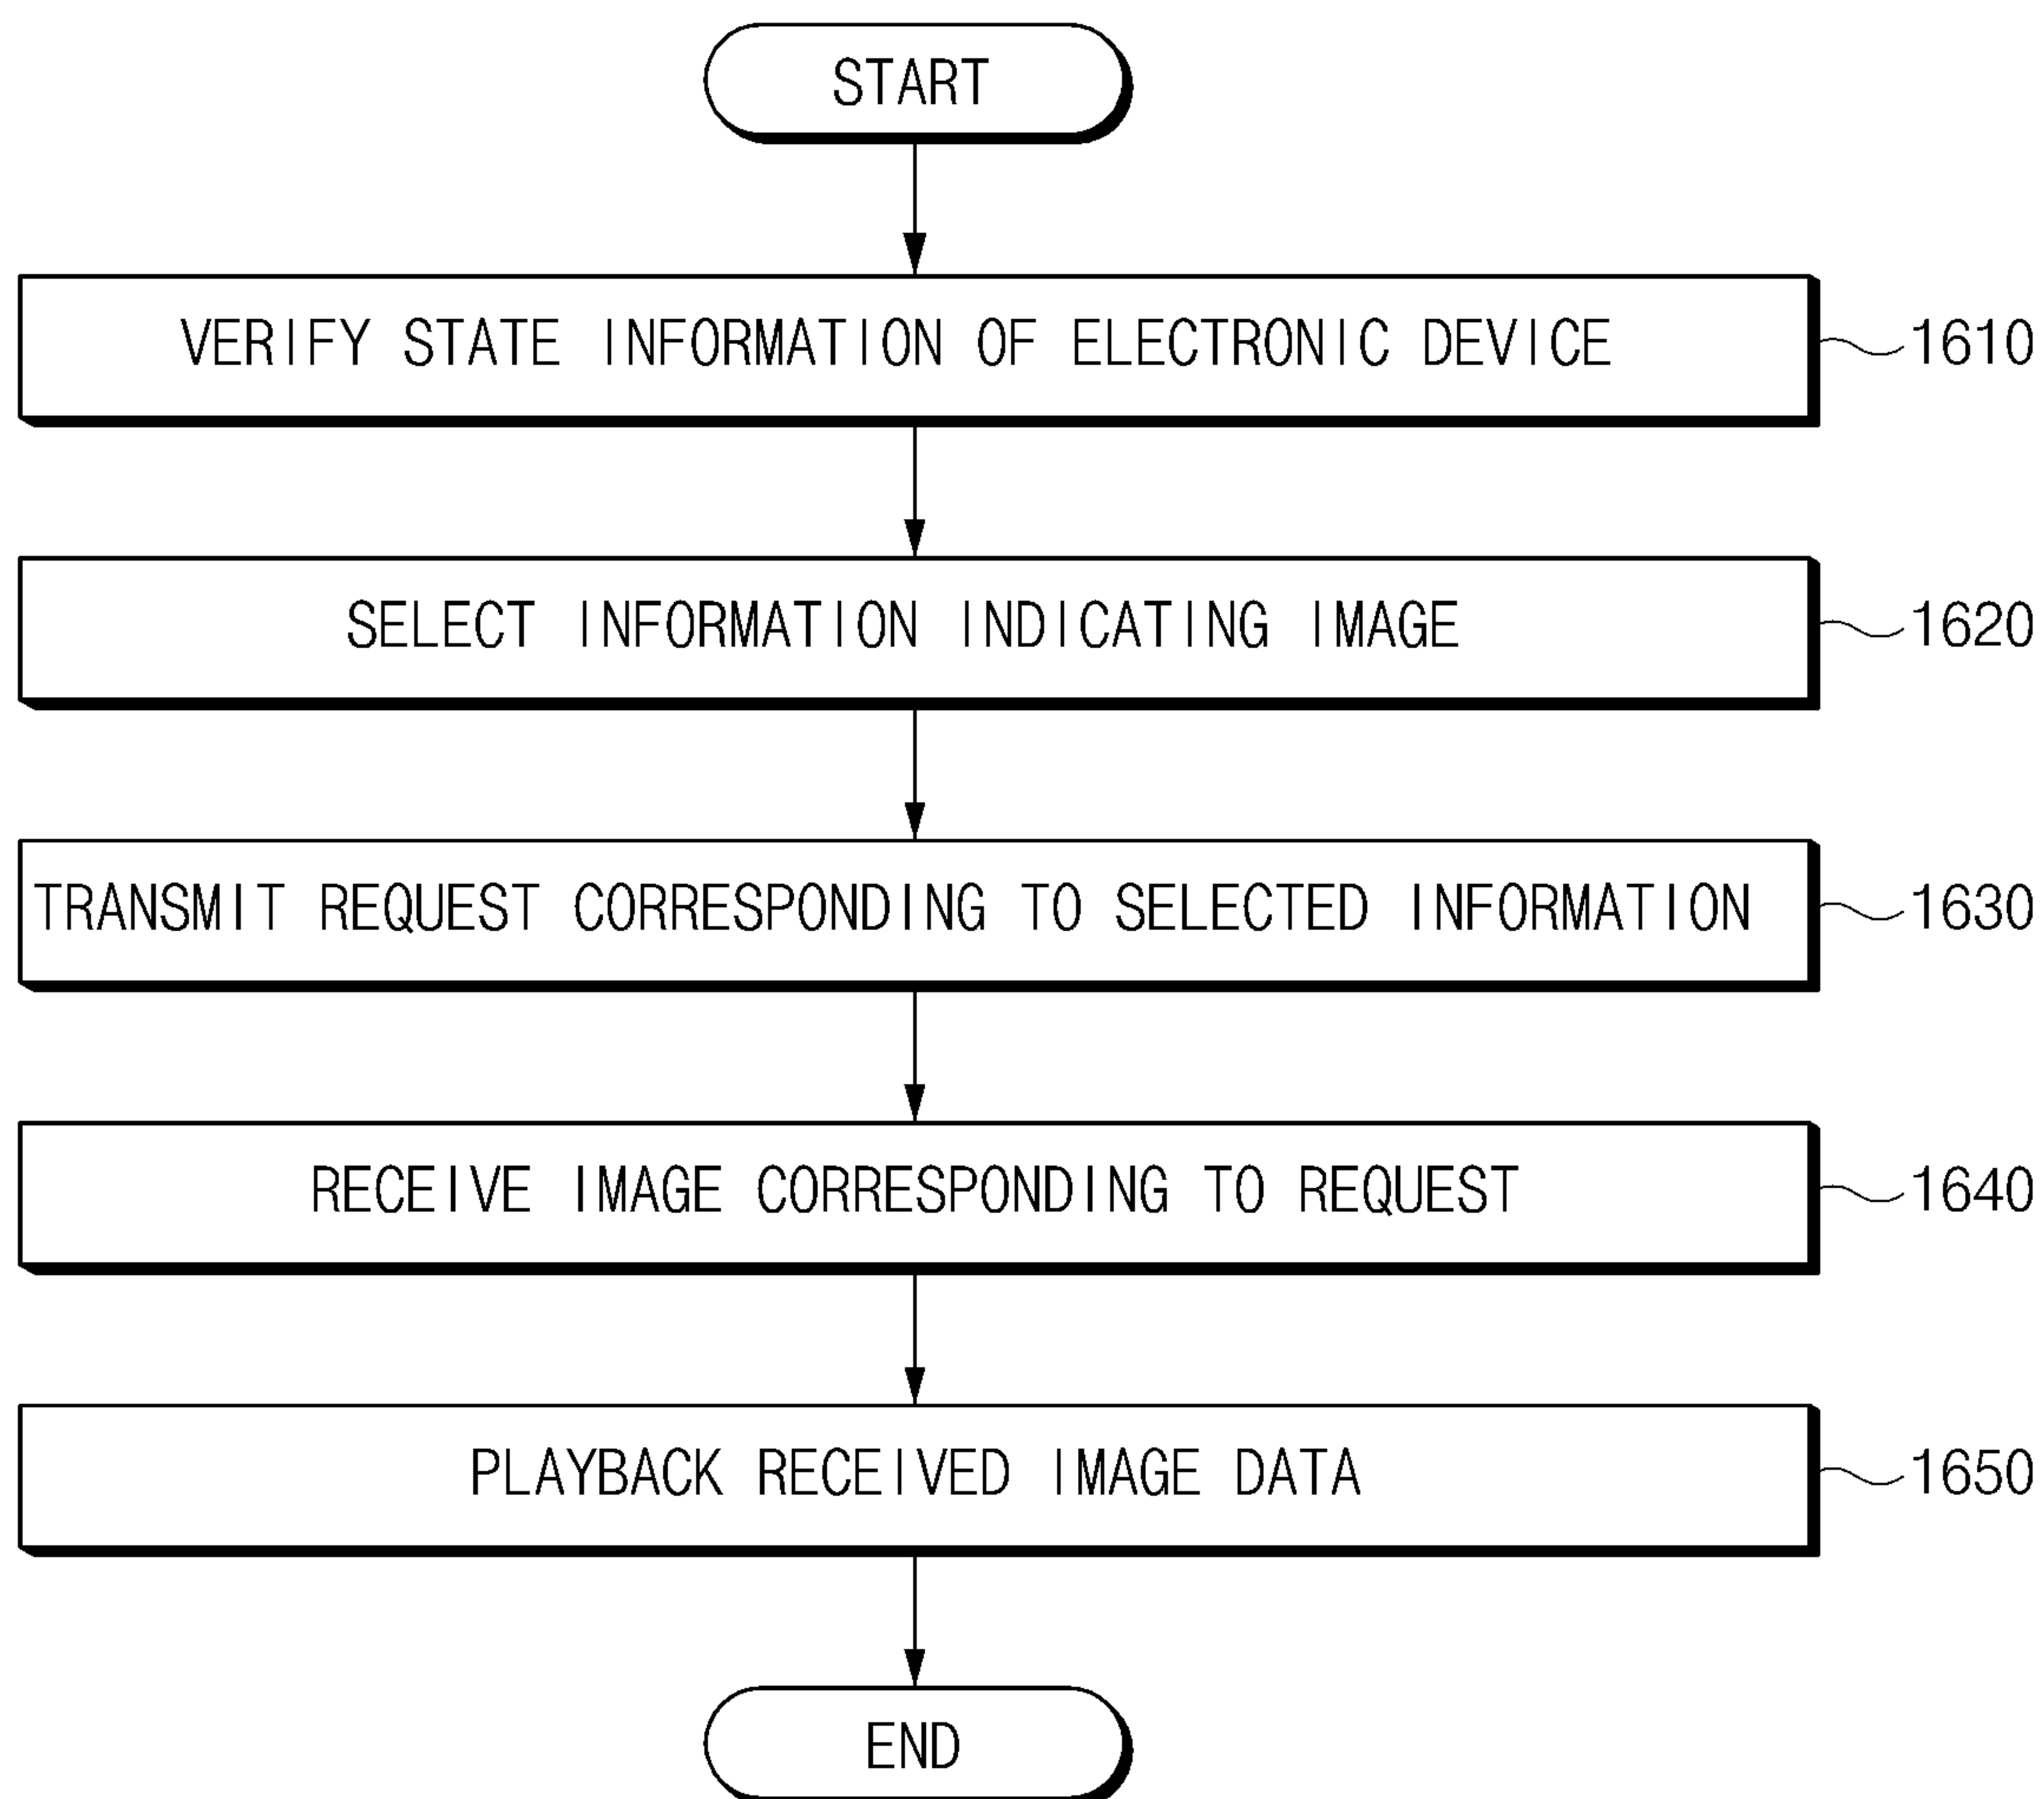 START
VERIFY STATE INFORMATION OF ELECTRONIC DEVICE
1610
SELECT INFORMATION INDICATING IMAGE
1620
TRANSMIT REQUEST CORRESPONDING TO SELECTED INFORMATION
1630
RECEIVE IMAGE CORRESPONDING TO REQUEST
1640
PLAYBACK RECEIVED IMAGE DATA
1650
END